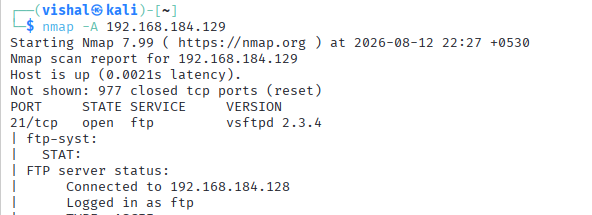 ┌──(vishal㉿kali)-[~]
└─$ nmap -A 192.168.184.129
Starting Nmap 7.99 ( https://nmap.org ) at 2026-08-12 22:27 +0530
Nmap scan report for 192.168.184.129
Host is up (0.0021s latency).
Not shown: 977 closed tcp ports (reset)
PORT     STATE SERVICE     VERSION
21/tcp   open  ftp         vsftpd 2.3.4
| ftp-syst:
|   STAT:
| FTP server status:
|      Connected to 192.168.184.128
|      Logged in as ftp